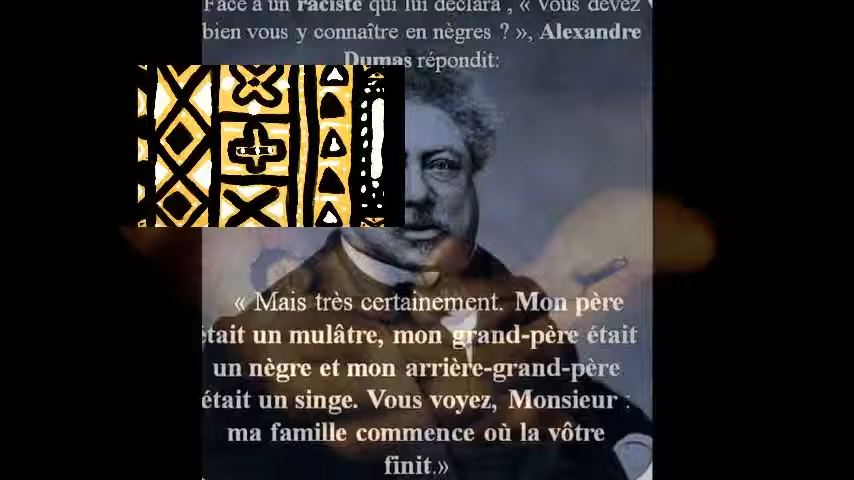 Face à un raciste qui lui déclara , « Vous devez
bien vous y connaître en nègres ? », Alexandre
Dumas répondit:
« Mais très certainement. Mon père
était un mulâtre, mon grand-père était
un nègre et mon arrière-grand-père
était un singe. Vous voyez, Monsieur :
ma famille commence où la vôtre
finit.»